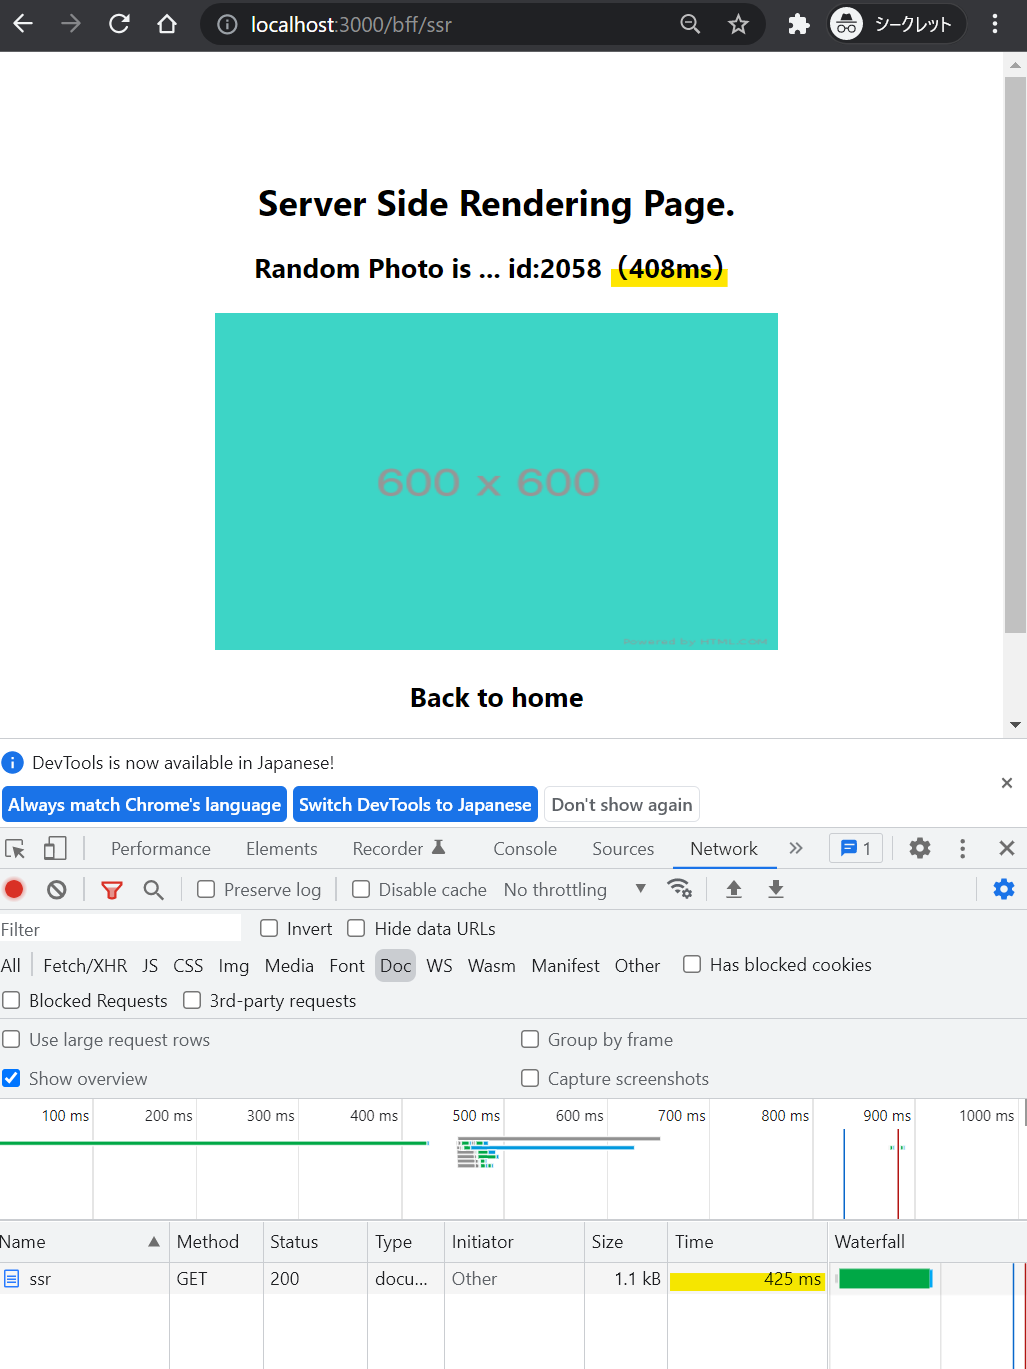 localhost:3000/bff/ssr シークレット
Server Side Rendering Page.
Random Photo is ... id:2058（408ms）
600 x 600
Powered by HTML.COM
Back to home
DevTools is now available in Japanese!
Always match Chrome's language Switch DevTools to Japanese Don't show again
Performance Elements Recorder Console Sources Network » 1
Preserve log Disable cache No throttling
Filter Invert Hide data URLs
All Fetch/XHR JS CSS Img Media Font Doc WS Wasm Manifest Other Has blocked cookies
Blocked Requests 3rd-party requests
Use large request rows Group by frame
Show overview Capture screenshots
100 ms 200 ms 300 ms 400 ms 500 ms 600 ms 700 ms 800 ms 900 ms 1000 ms
Name Method Status Type Initiator Size Time Waterfall
ssr GET 200 docu... Other 1.1 kB 425 ms